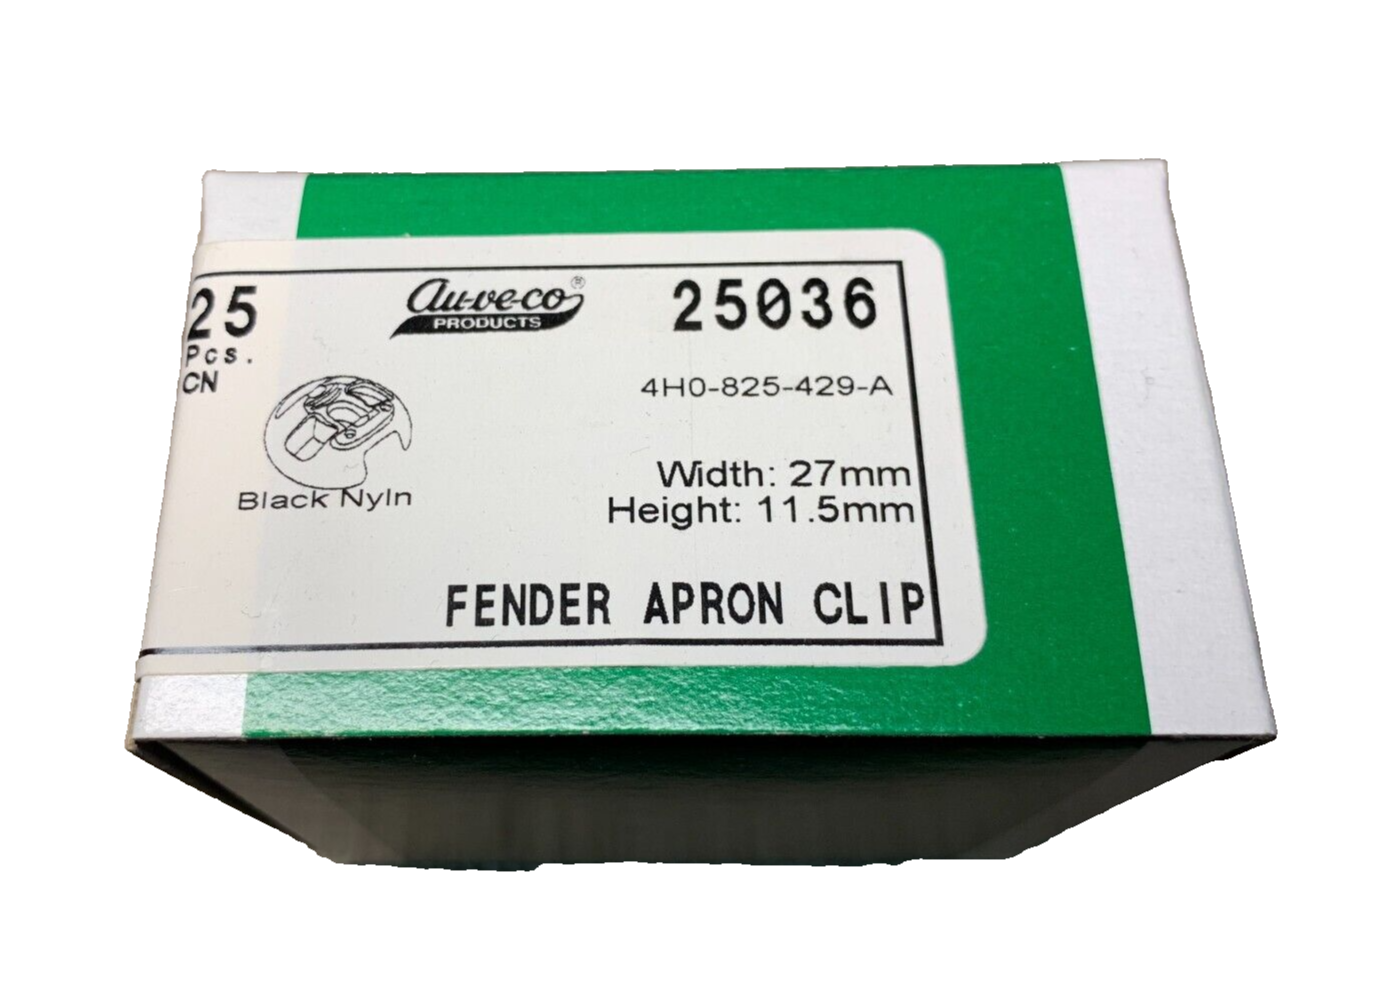 25
Pcs.
CN
Au-ve-co®
PRODUCTS
25036
4H0-825-429-A
Black Nyln
Width: 27mm
Height: 11.5mm
FENDER APRON CLIP